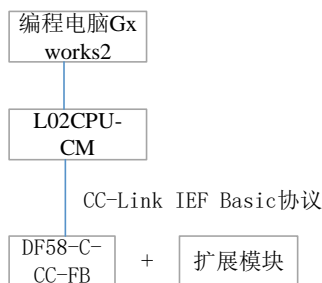 编程电脑Gx
works2
L02CPU-
CM
CC-Link IEF Basic协议
DF58-C-
CC-FB
+
扩展模块